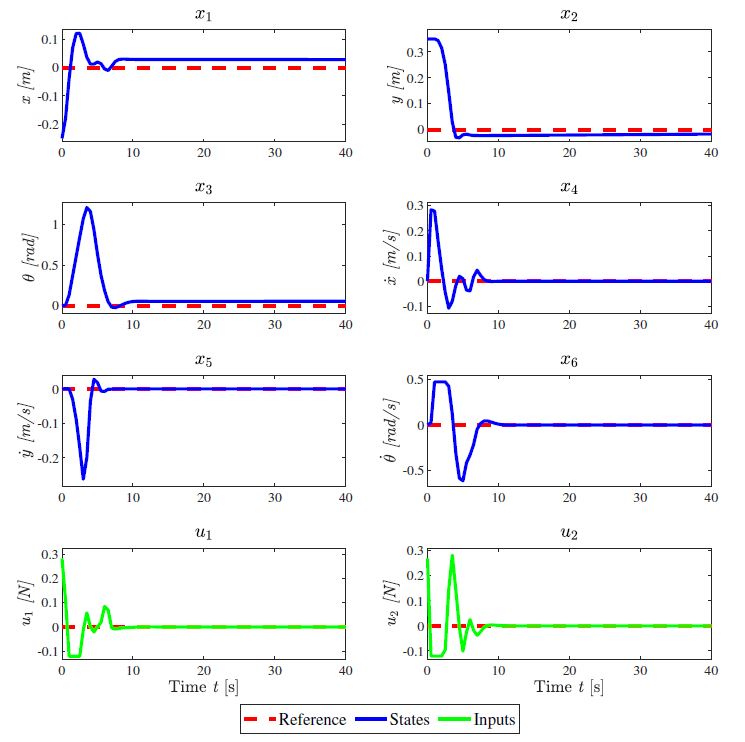 x₁
x [m]
0.1
0
-0.1
-0.2
0 10 20 30 40
x₂
y [m]
0.3
0.2
0.1
0
0 10 20 30 40
x₃
θ [rad]
1
0.5
0
0 10 20 30 40
x₄
ẋ [m/s]
0.3
0.2
0.1
0
-0.1
0 10 20 30 40
x₅
ẏ [m/s]
0
-0.1
-0.2
0 10 20 30 40
x₆
θ̇ [rad/s]
0.5
0
-0.5
0 10 20 30 40
u₁
u₁ [N]
0.3
0.2
0.1
0
-0.1
0 10 20 30 40
Time t [s]
u₂
u₂ [N]
0.3
0.2
0.1
0
-0.1
0 10 20 30 40
Time t [s]
Reference States Inputs